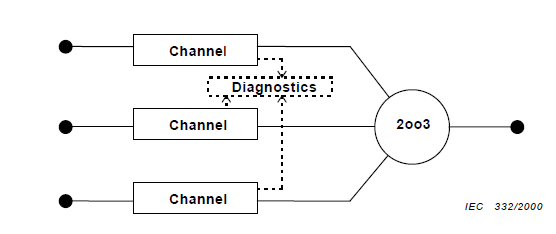 Channel
Diagnostics
Channel
2oo3
Channel
IEC 332/2000